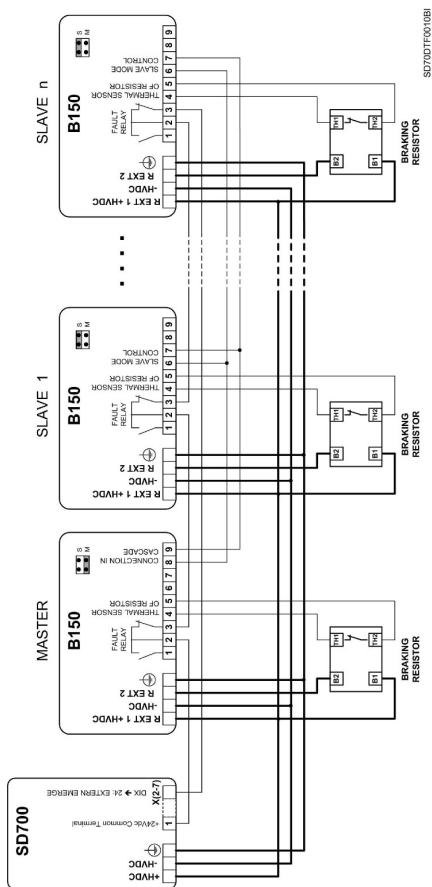 SD70DTF0010BI
SD700
+HVDC
-HVDC
+24Vdc Common Terminal
1
DIX → 24: EXTERN EMERGE
X(2-7)
MASTER
B150
S
M
R EXT 1 +HVDC
-HVDC
R EXT 2
FAULT
RELAY
THERMAL SENSOR
OF RESISTOR
CONNECTION IN
CASCADE
1 2 3 4 5 6 7 8 9
B2
B1
TH1
TH2
BRAKING
RESISTOR
SLAVE 1
B150
S
M
R EXT 1 +HVDC
-HVDC
R EXT 2
FAULT
RELAY
THERMAL SENSOR
OF RESISTOR
SLAVE MODE
CONTROL
1 2 3 4 5 6 7 8 9
B2
B1
TH1
TH2
BRAKING
RESISTOR
SLAVE n
B150
S
M
R EXT 1 +HVDC
-HVDC
R EXT 2
FAULT
RELAY
THERMAL SENSOR
OF RESISTOR
SLAVE MODE
CONTROL
1 2 3 4 5 6 7 8 9
B2
B1
TH1
TH2
BRAKING
RESISTOR